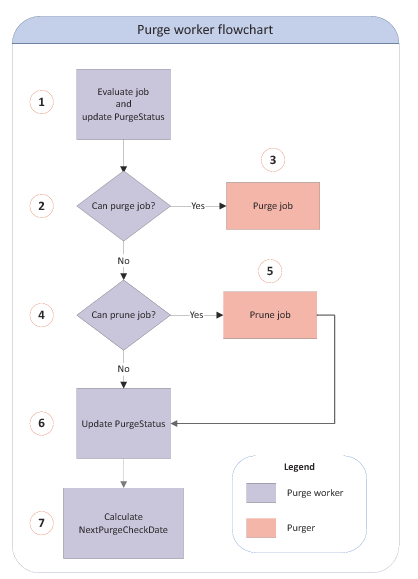 Purge worker flowchart
1
Evaluate job
and
update PurgeStatus
3
2
Can purge job?
Yes
Purge job
No
5
4
Can prune job?
Yes
Prune job
No
6
Update PurgeStatus
Legend
Purge worker
7
Calculate
NextPurgeCheckDate
Purger